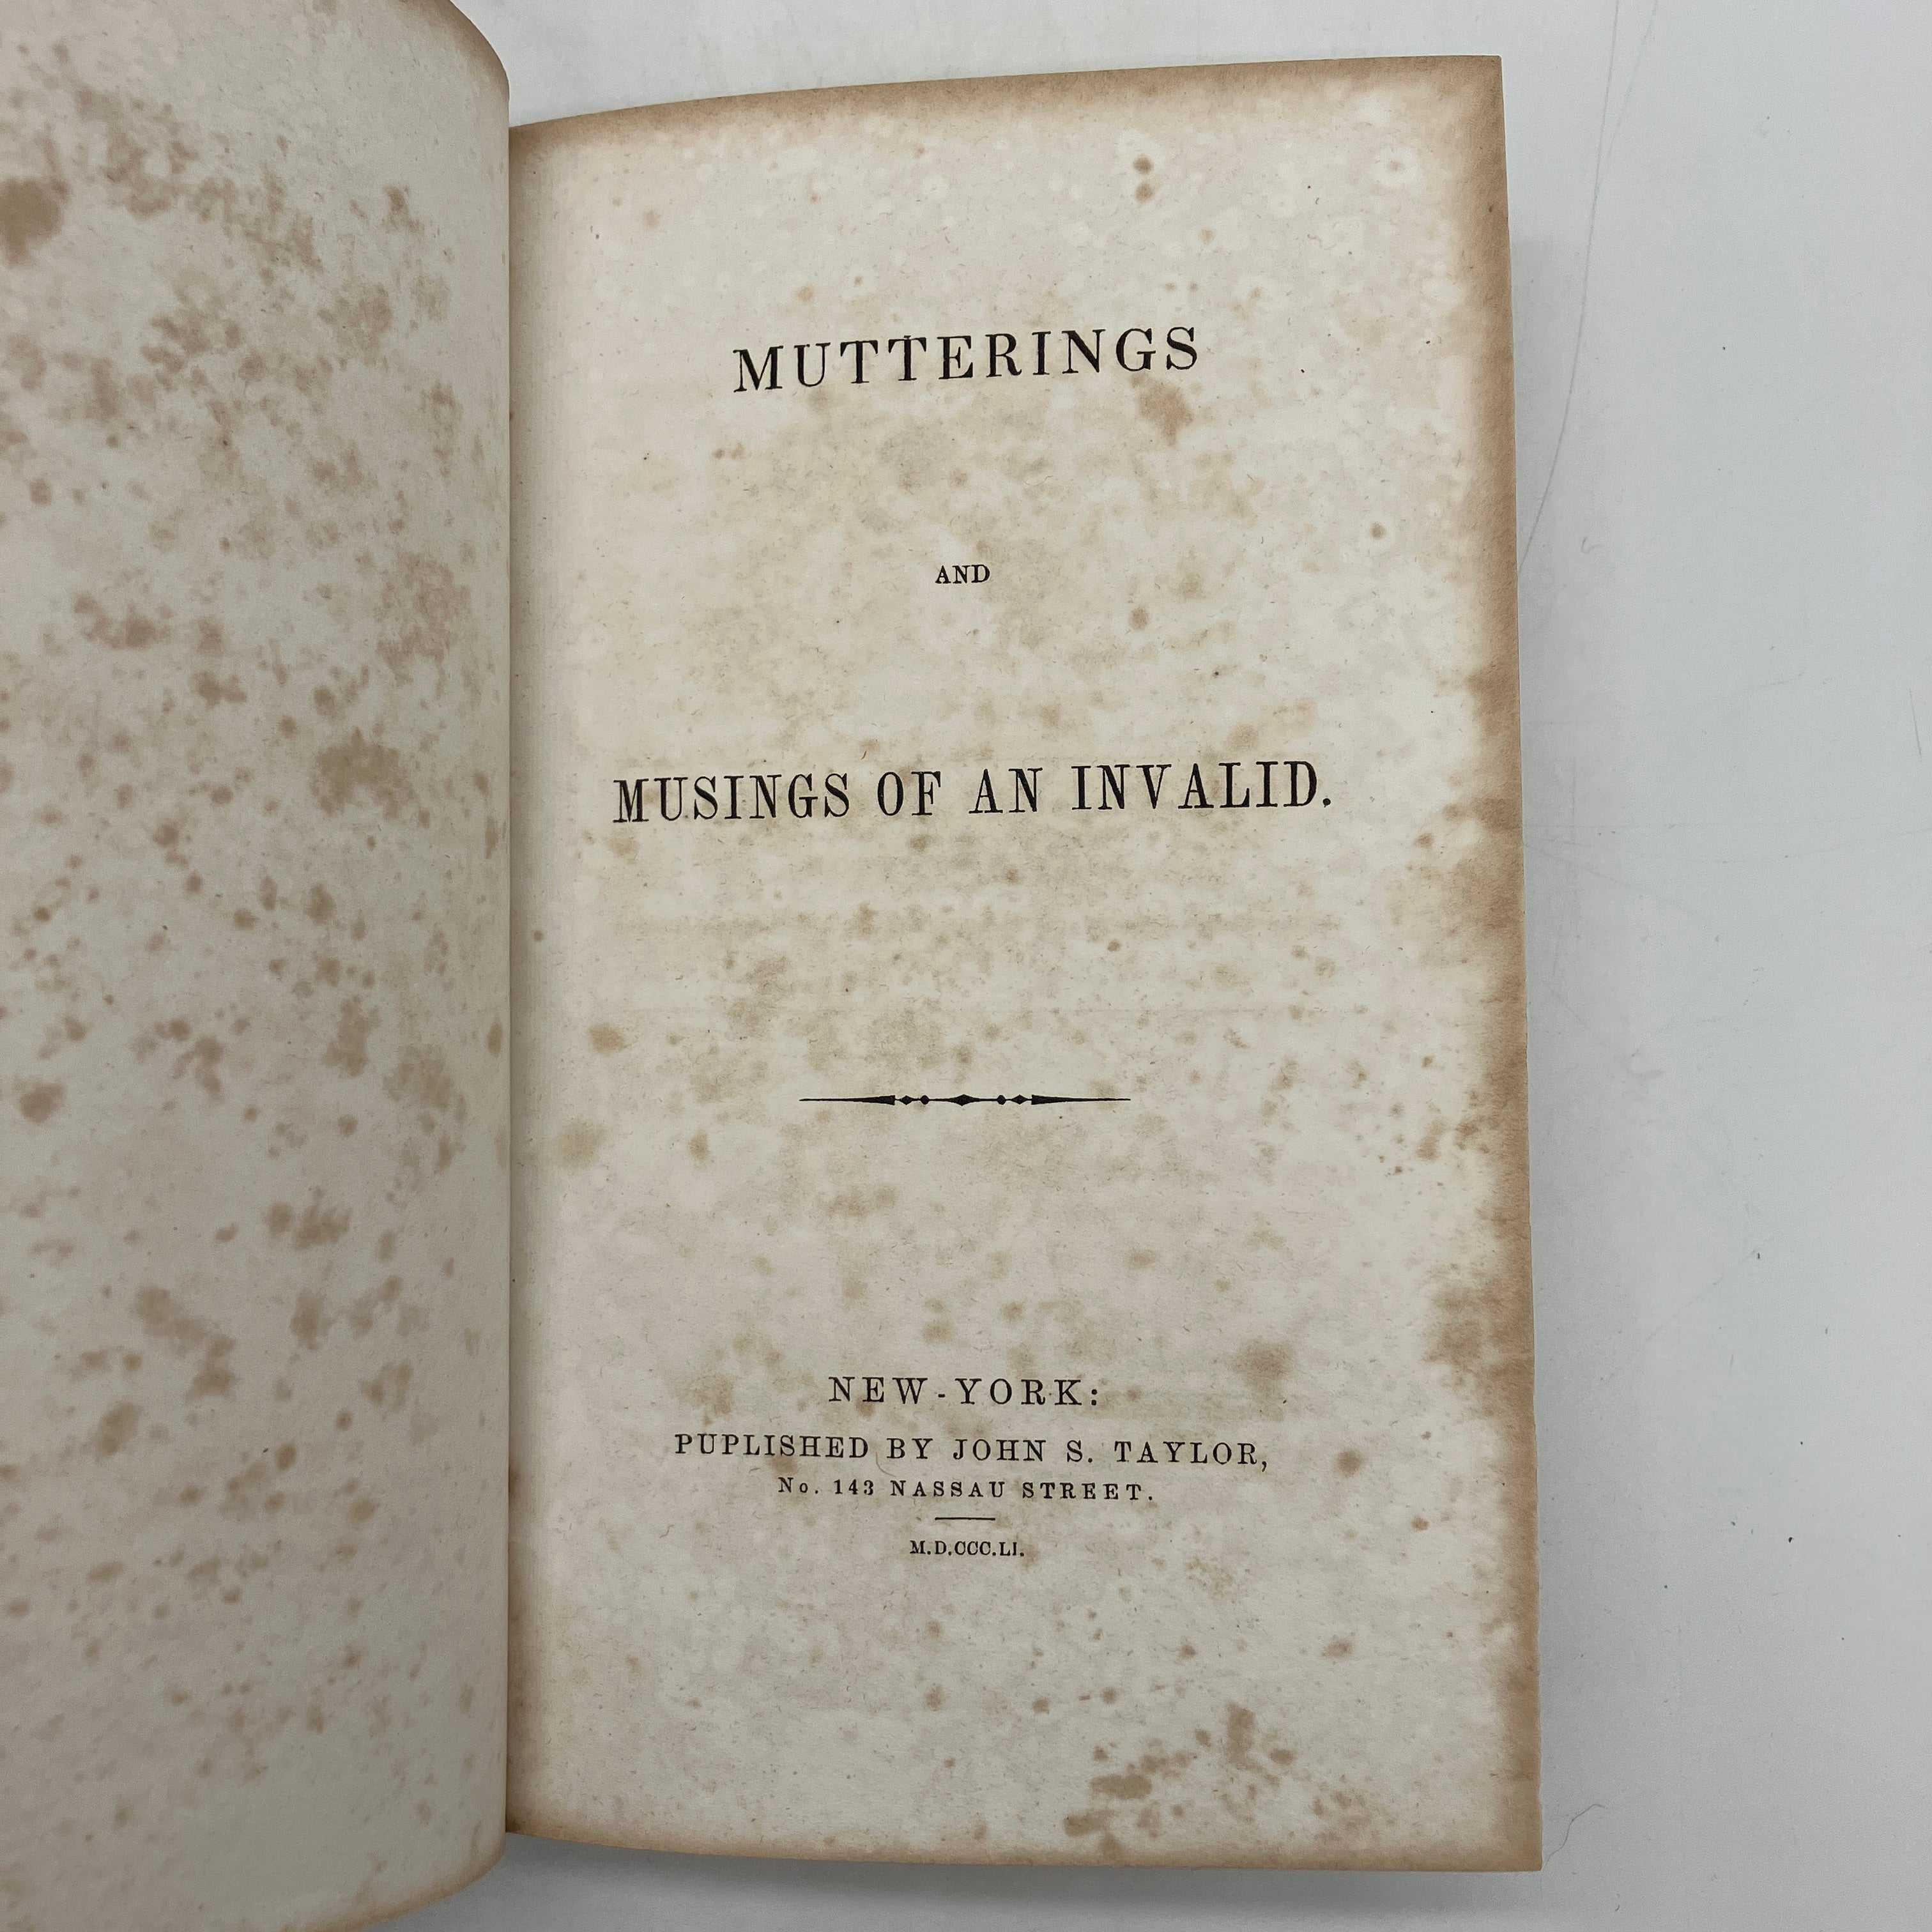 MUTTERINGS
AND
MUSINGS OF AN INVALID.
NEW-YORK:
PUPLISHED BY JOHN S. TAYLOR,
No. 143 NASSAU STREET.
M.D.CCC.LI.